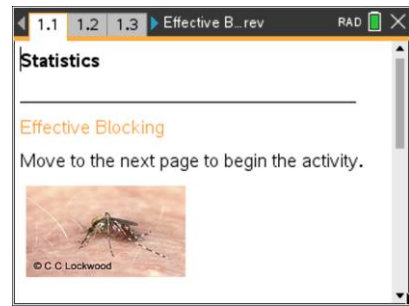 1.1 1.2 1.3 Effective B...rev RAD
Statistics
Effective Blocking
Move to the next page to begin the activity.
© C C Lockwood